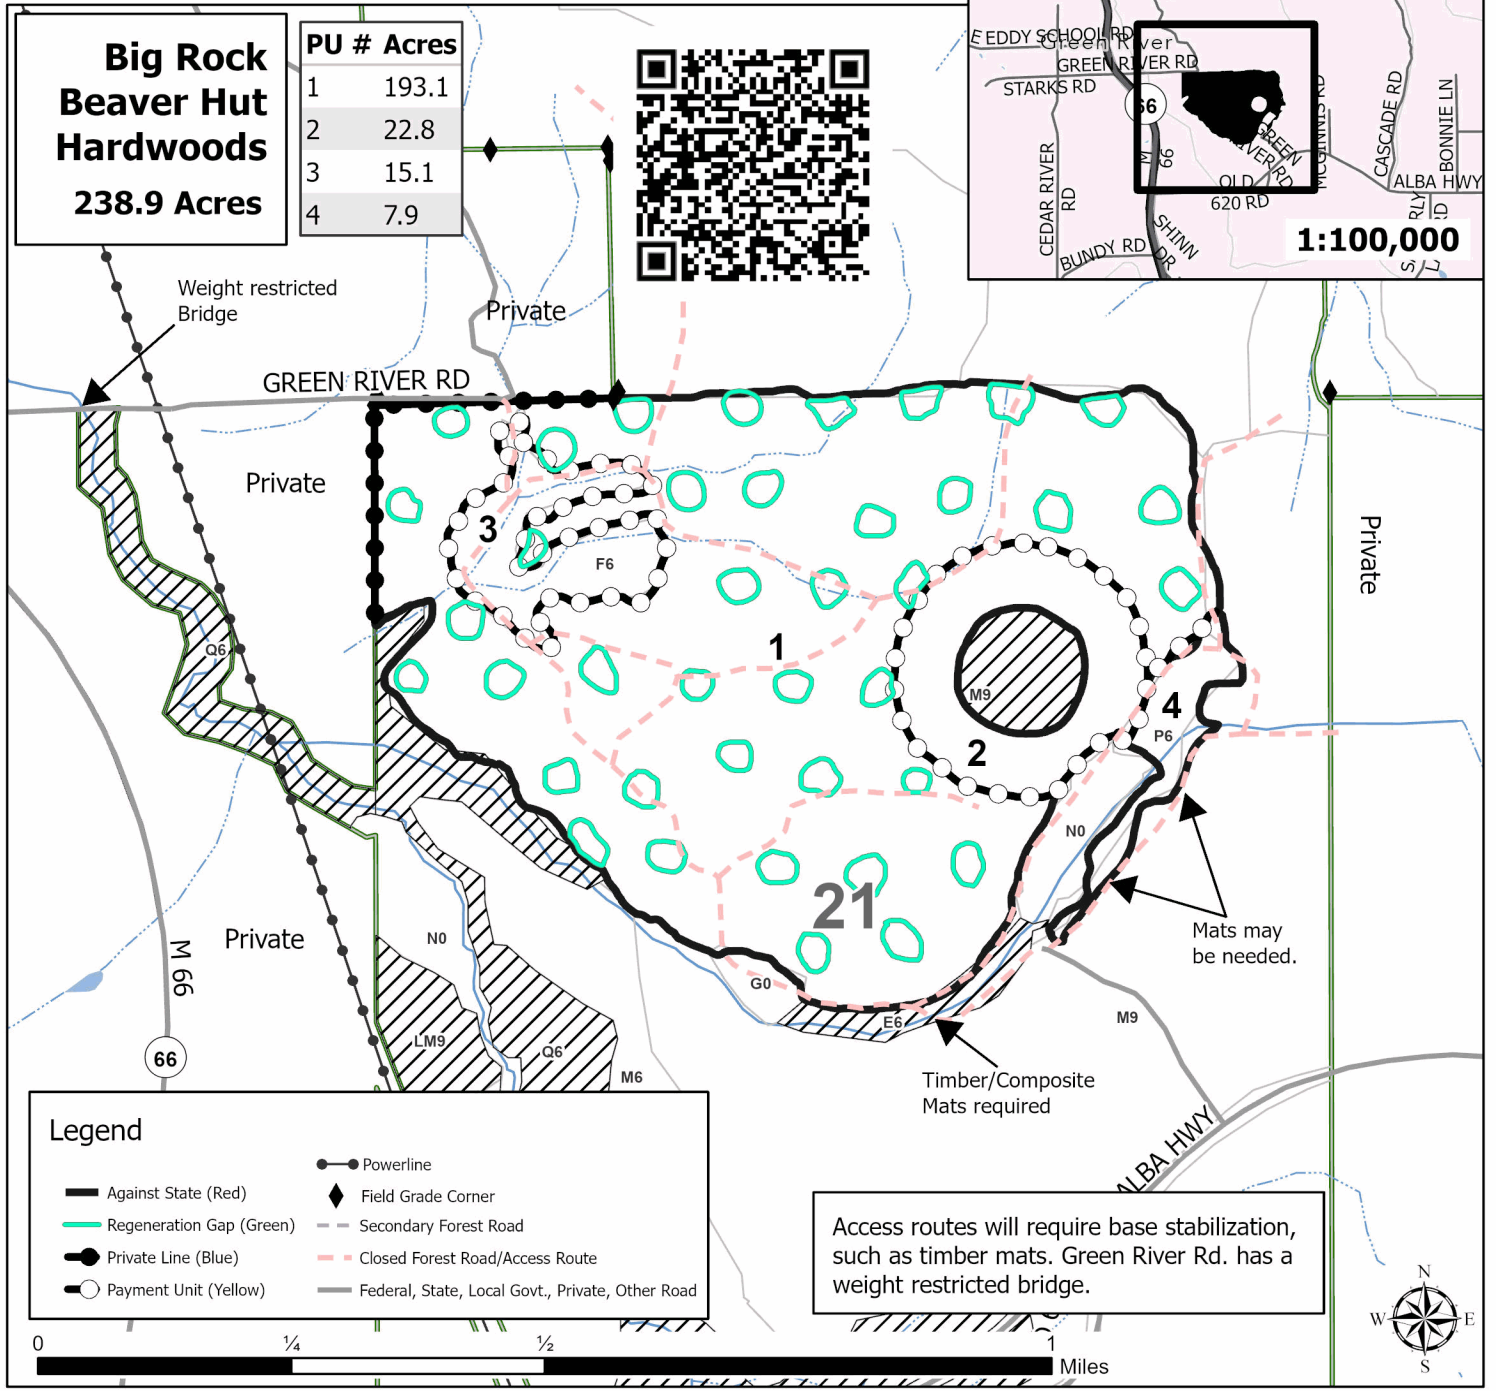 Big Rock
Beaver Hut
Hardwoods
238.9 Acres
PU # Acres
1 193.1
2 22.8
3 15.1
4 7.9
E EDDY SCHOOL RD
Green River
GREEN RIVER RD
STARKS RD
66
M 66
CEDAR RIVER RD
GREEN RIVER RD
OLD 620 RD
MCGINNIS RD
CASCADE RD
BONNIE LN
ALBA HWY
BUNDY RD
SHINN DR
1:100,000
Weight restricted
Bridge
Private
GREEN RIVER RD
Private
3
F6
Private
1
Q6
M9
4
2
P6
N0
21
Mats may
be needed.
Private
N0
M 66
G0
E6
M9
LM9
Q6
66
M6
Timber/Composite
Mats required
ALBA HWY
Legend
Against State (Red)
Regeneration Gap (Green)
Private Line (Blue)
Payment Unit (Yellow)
Powerline
Field Grade Corner
Secondary Forest Road
Closed Forest Road/Access Route
Federal, State, Local Govt., Private, Other Road
Access routes will require base stabilization,
such as timber mats. Green River Rd. has a
weight restricted bridge.
N
W E
S
0 ¼ ½ 1
Miles